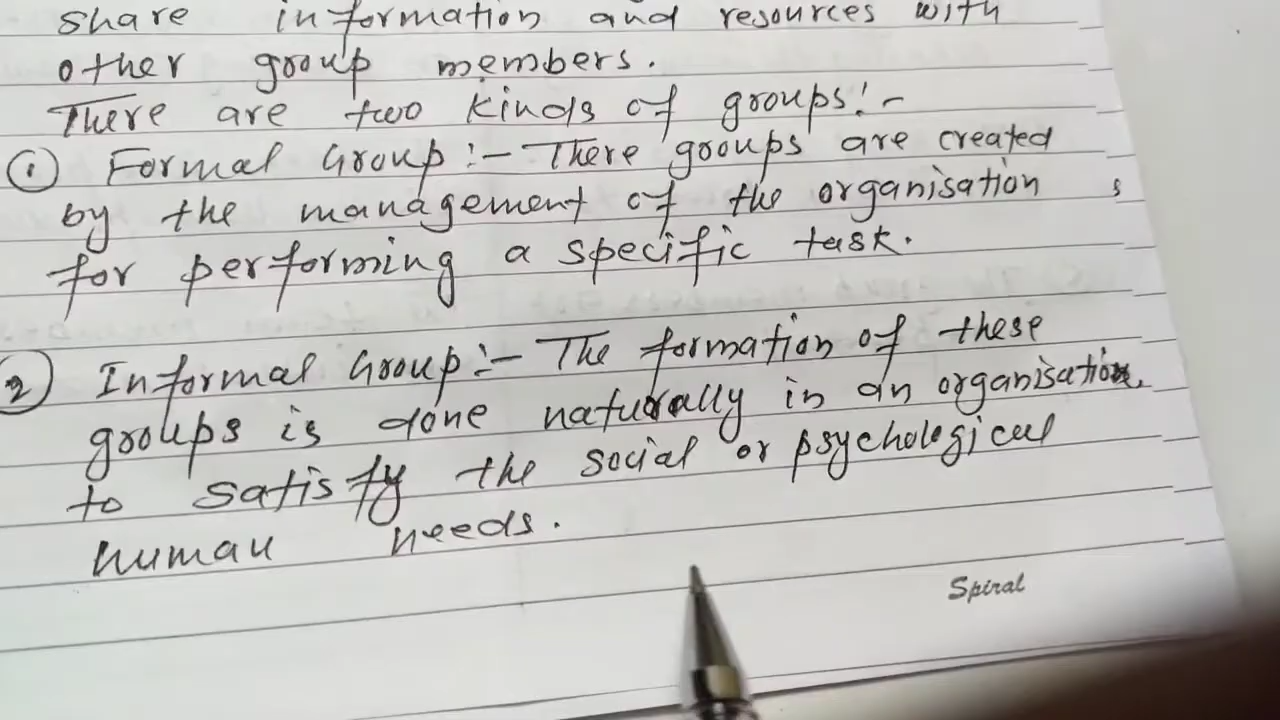 share information and resources with
other group members.
There are two kinds of groups:-
① Formal Group:- There groups are created
by the management of the organisation s
for performing a specific task.
② Informal Group:- The formation of these
groups is done naturally in an organisation.
to satisfy the social or psychological
human needs.
Spiral